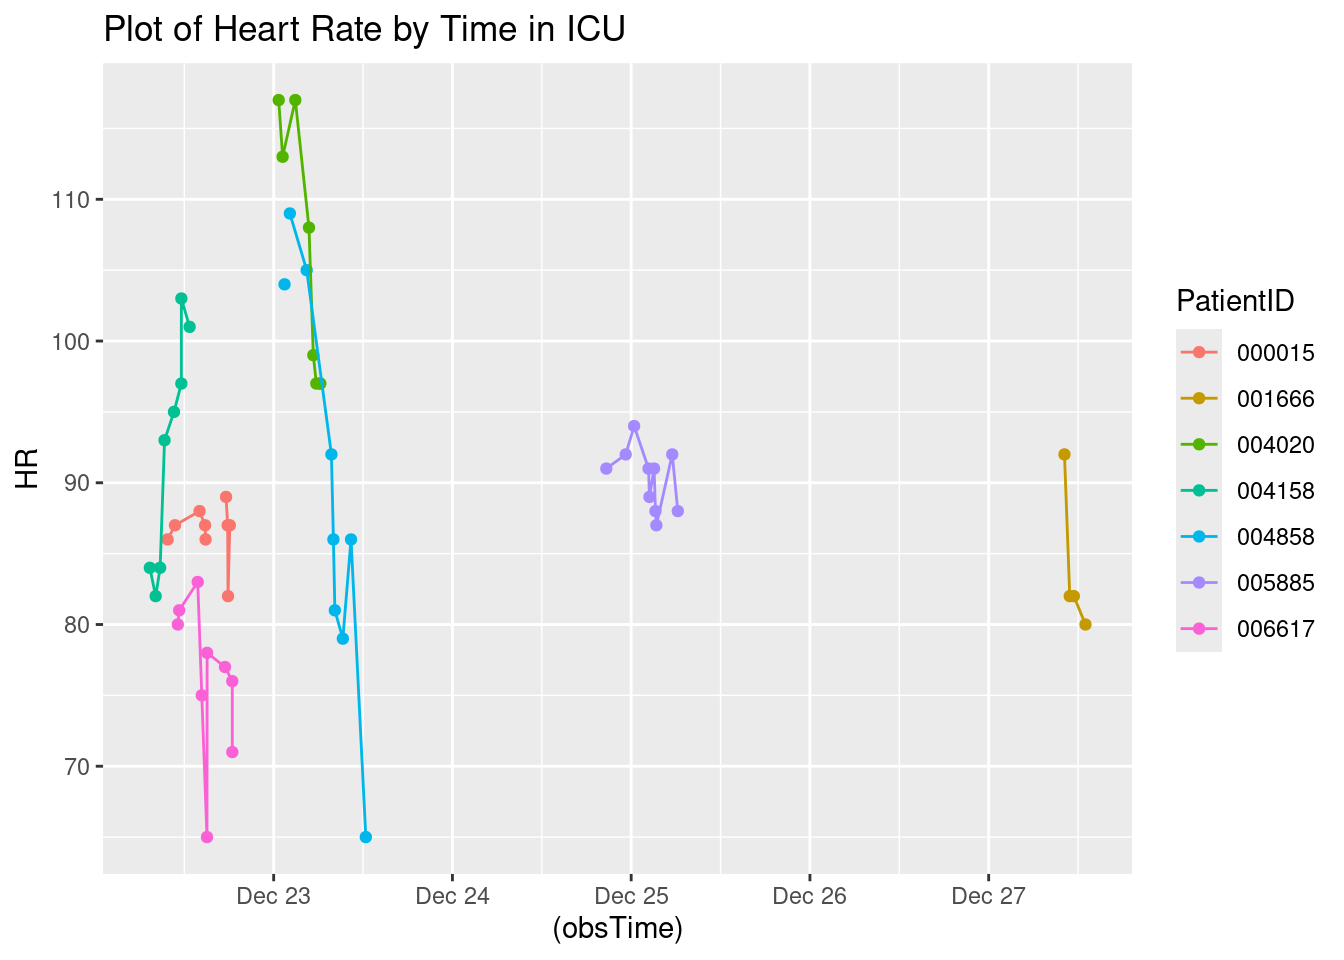 Plot of Heart Rate by Time in ICU
HR
110
100
90
80
70
Dec 23
Dec 24
Dec 25
Dec 26
Dec 27
(obsTime)
PatientID
000015
001666
004020
004158
004858
005885
006617